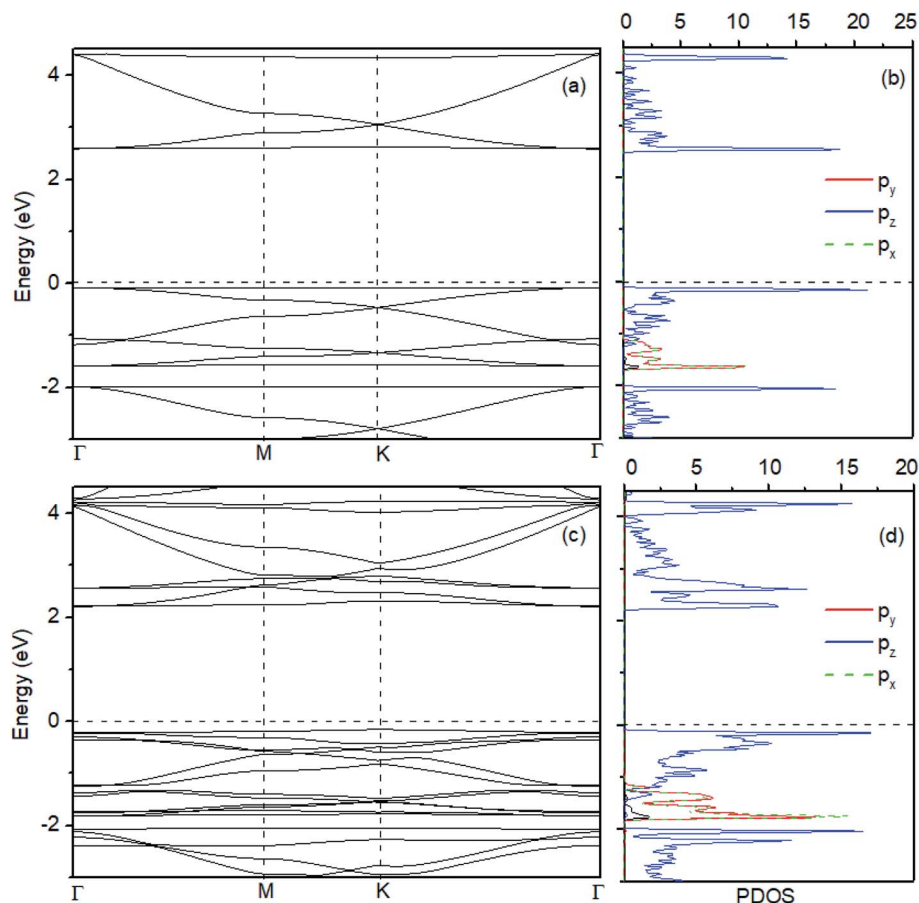 0 5 10 15 20 25
4
2
0
-2
Energy (eV)
(a)
(b)
p_y
p_z
p_x
Γ M K Γ
0 5 10 15 20
4
2
0
-2
Energy (eV)
(c)
(d)
p_y
p_z
p_x
Γ M K Γ
PDOS